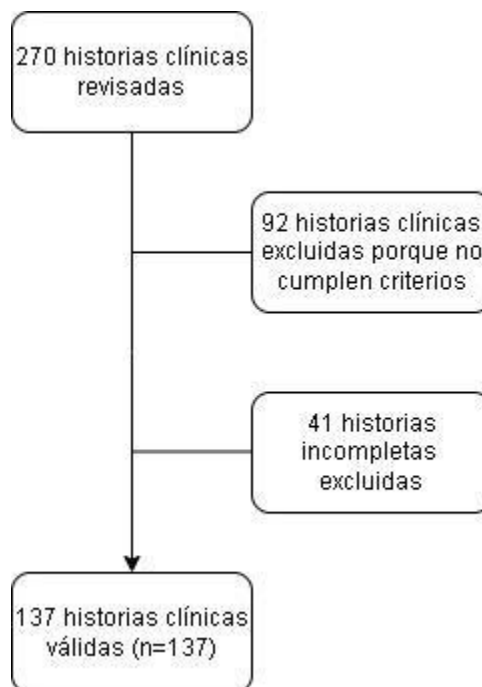 270 historias clínicas
revisadas
92 historias clínicas
excluidas porque no
cumplen criterios
41 historias
incompletas
excluidas
137 historias clínicas
válidas (n=137)